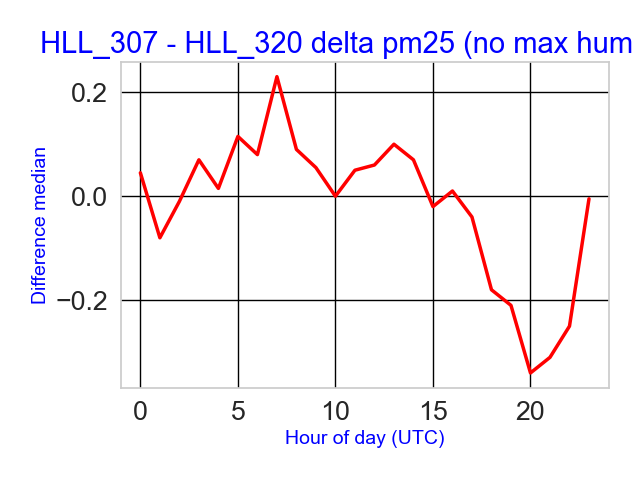 HLL_307 - HLL_320 delta pm25 (no max hum
0.2
0.0
−0.2
Difference median
0 5 10 15 20
Hour of day (UTC)